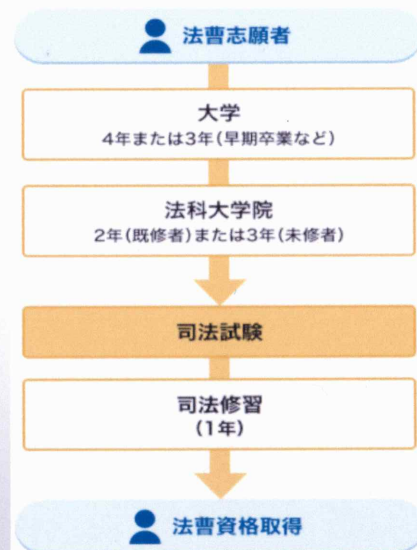 法曹志願者
大学
4年または3年(早期卒業など)
法科大学院
2年(既修者)または3年(未修者)
司法試験
司法修習
(1年)
法曹資格取得